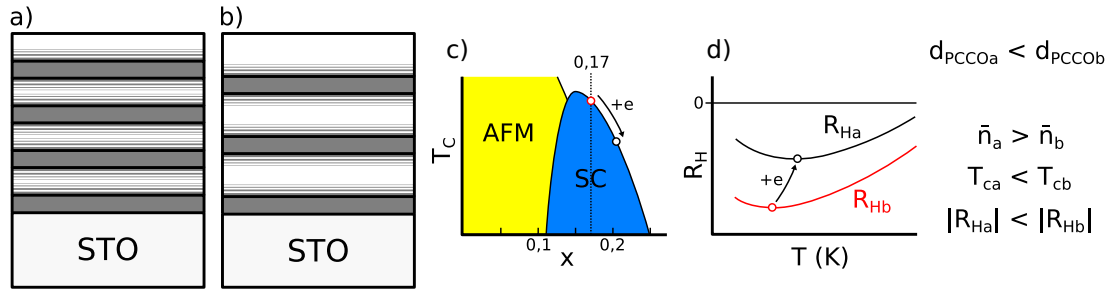 a)
STO
b)
STO
c)
0,17
+e
AFM
SC
T_C
0,1
0,2
x
d)
0
R_Ha
+e
R_Hb
R_H
T (K)
d_PCCOa < d_PCCOb
n̄_a > n̄_b
T_ca < T_cb
|R_Ha| < |R_Hb|